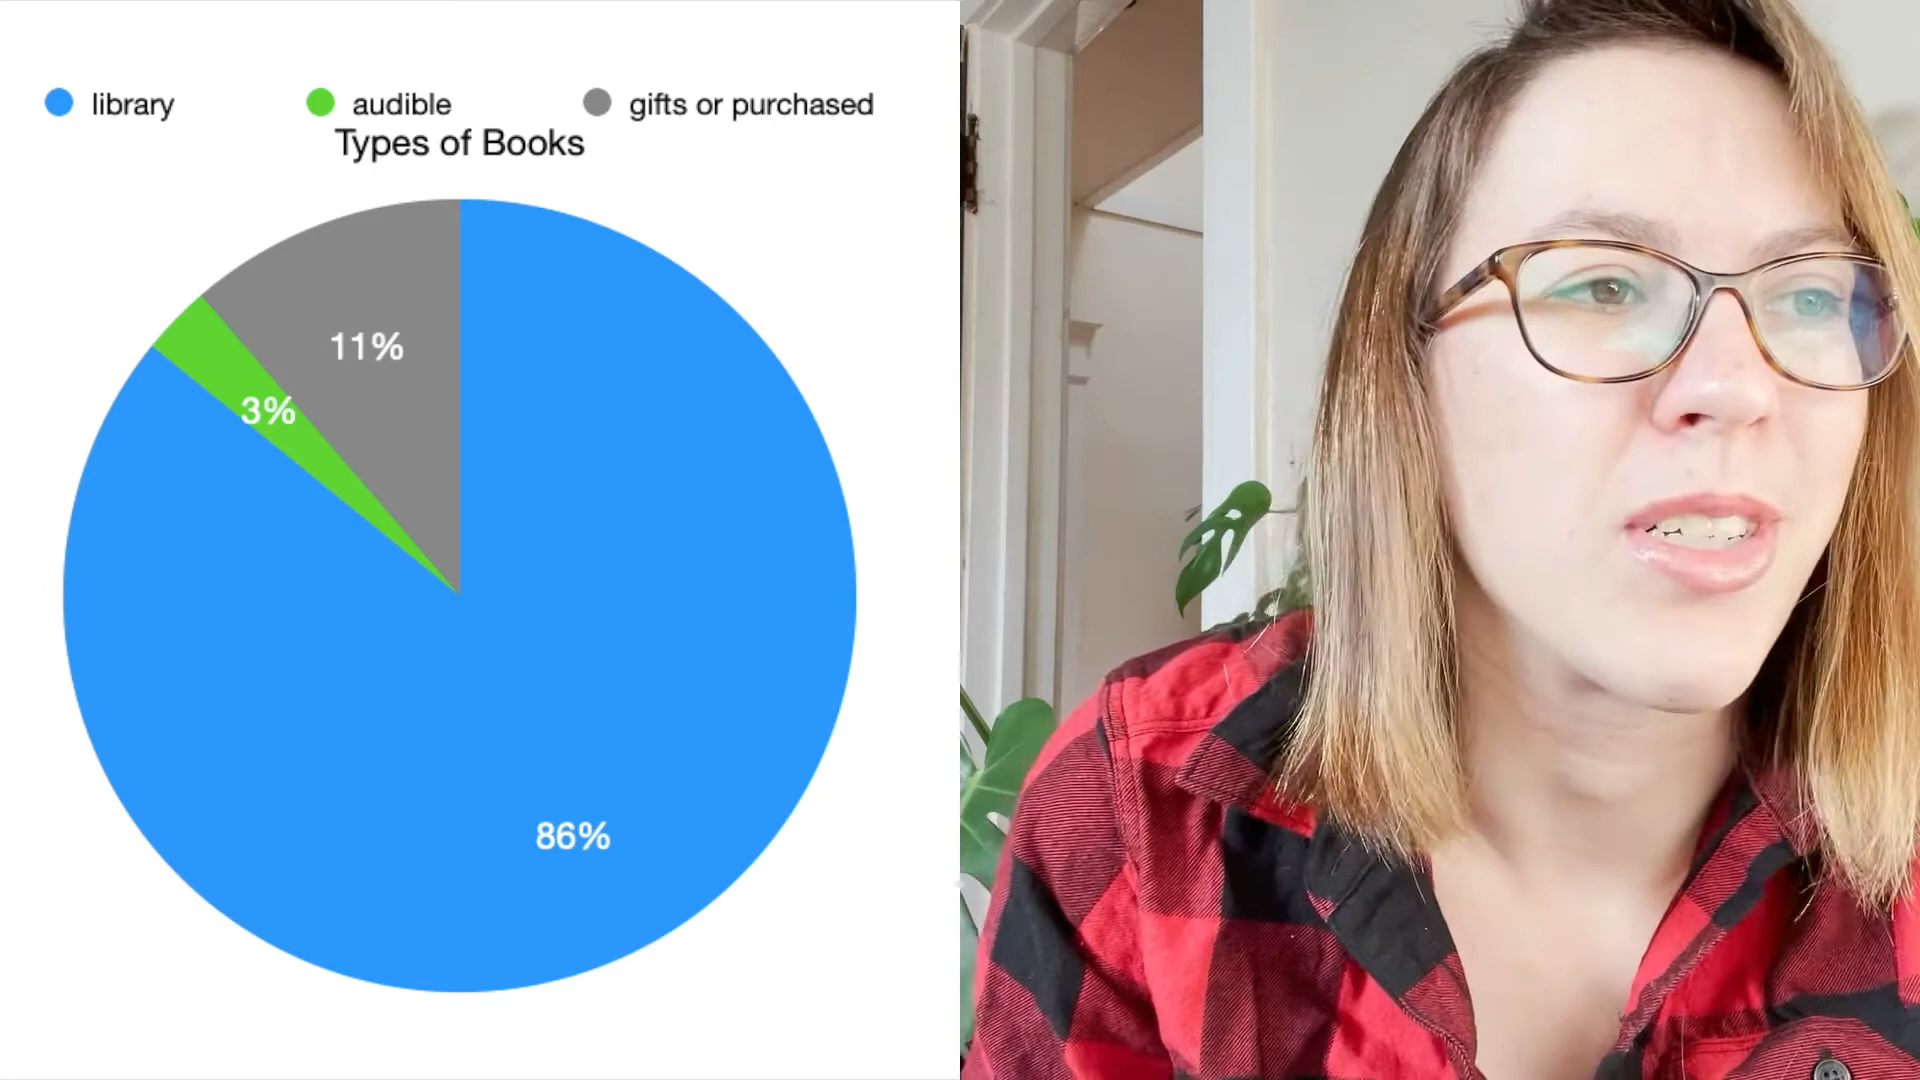 library audible gifts or purchased
Types of Books
11%
3%
86%